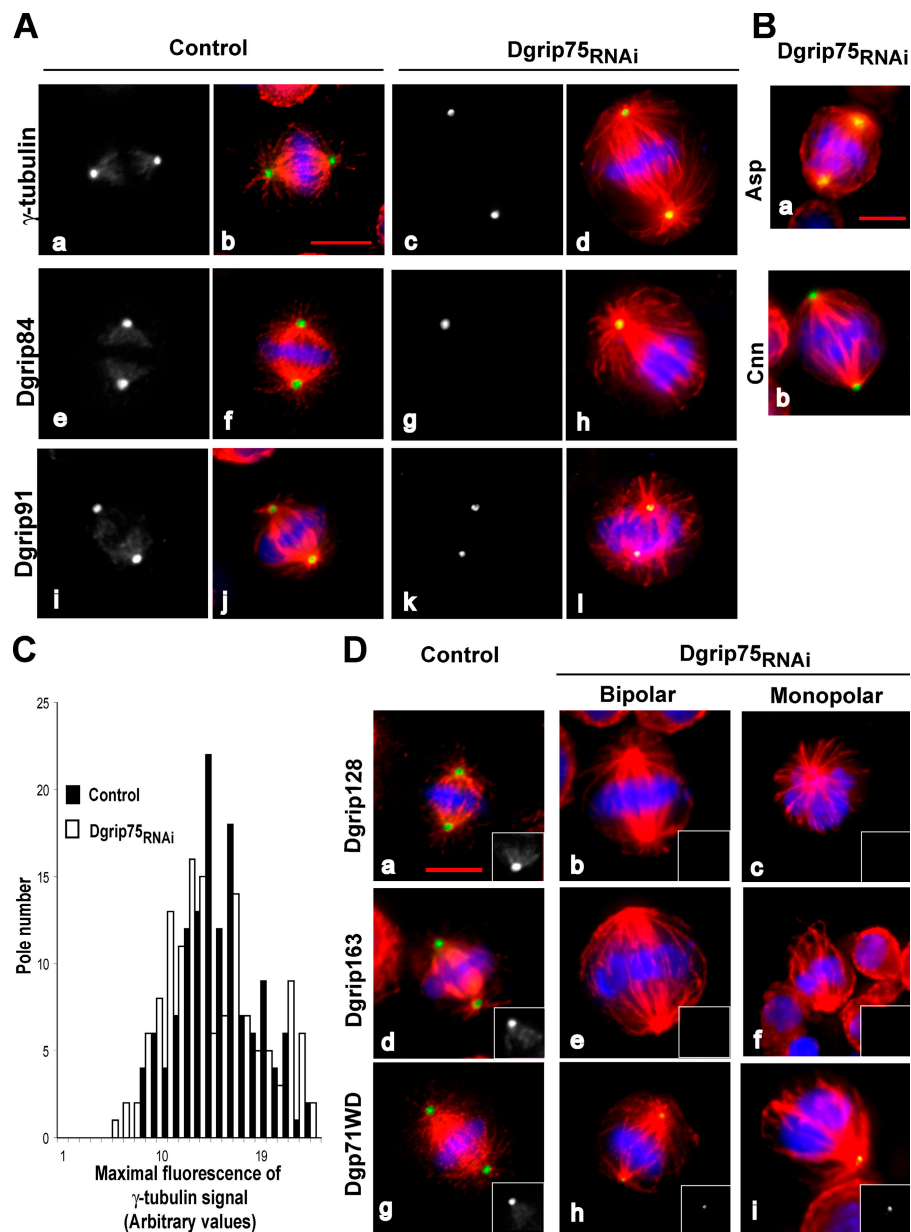 A
Control
Dgrip75RNAi
B
Dgrip75RNAi
γ-tubulin
a
b
c
d
Asp
a
Dgrip84
e
f
g
h
Cnn
b
Dgrip91
i
j
k
l
C
25
20
15
10
5
0
Pole number
Control
Dgrip75RNAi
1
10
19
Maximal fluorescence of
γ-tubulin signal
(Arbitrary values)
D
Control
Dgrip75RNAi
Bipolar
Monopolar
Dgrip128
a
b
c
Dgrip163
d
e
f
Dgp71WD
g
h
i